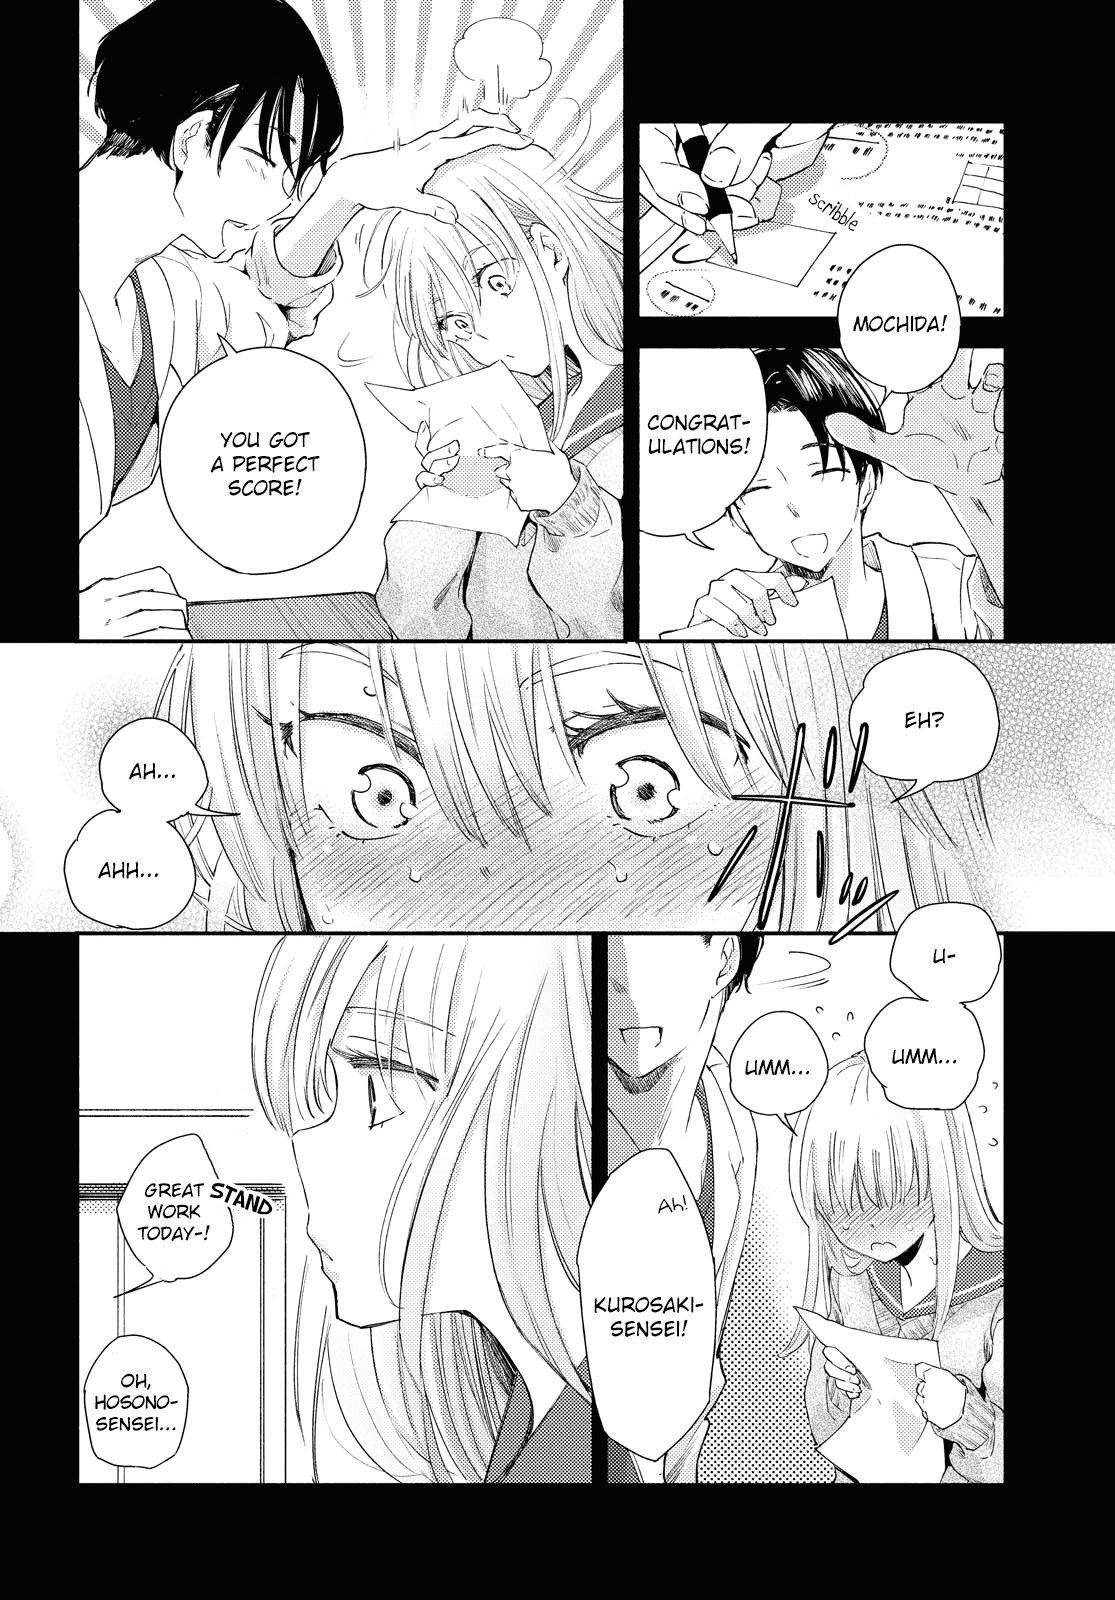 scribble
MOCHIDA!
CONGRAT-
ULATIONS!
YOU GOT
A PERFECT
SCORE!
EH?
AH...
AHH...
U-
UMM...
UMM...
Ah!
KUROSAKI-
SENSEI!
GREAT
WORK
TODAY-!
STAND
OH,
HOSONO-
SENSEI...